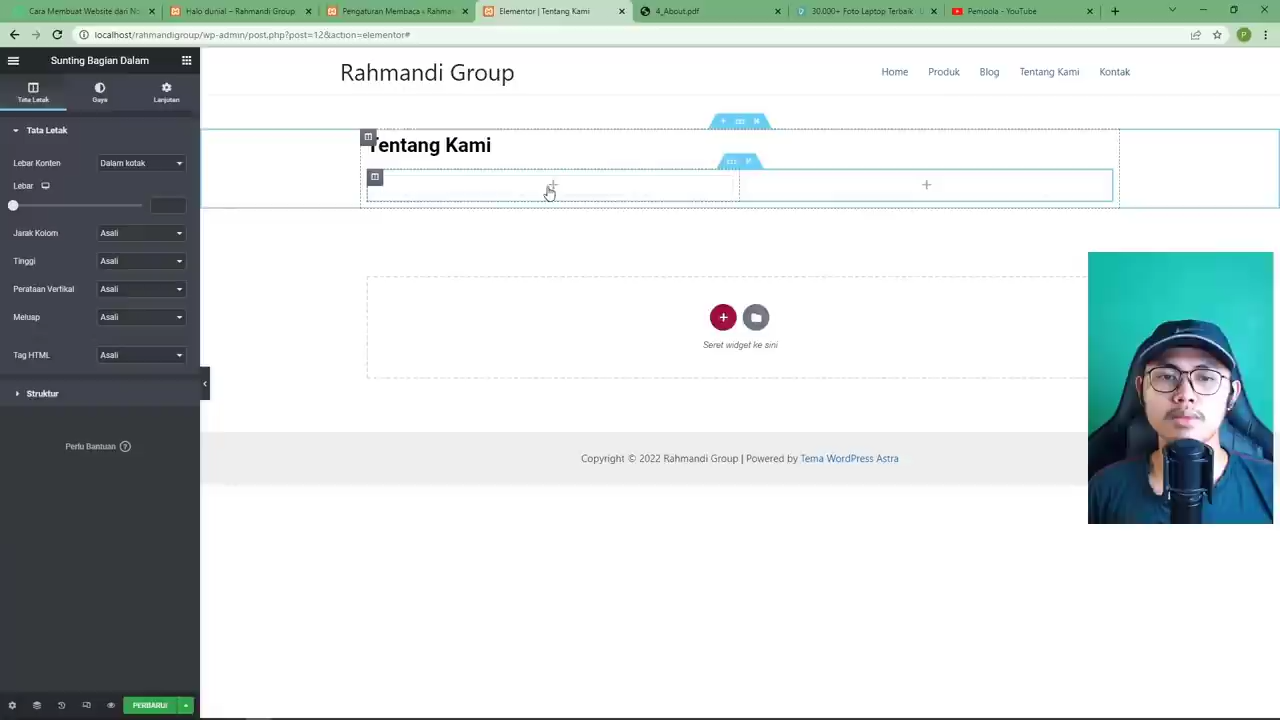 Cara Membuat Website dari No
Halo dunial – Rahmandi Group
Pengaturan Membaca ‹ Rahma
Elementor | Tentang Kami
4_About.pdf
30.000+ Foto Laptop Terbaik · U
Pemoola - YouTube
localhost/rahmandigroup/wp-admin/post.php?post=12&action=elementor#
P
Sunting Bagian Dalam
Tata Letak
Gaya
Lanjutan
Tata Letak
Lebar Konten
Dalam kotak
Lebar
Jarak Kolom
Asali
Tinggi
Asali
Perataan Vertikal
Asali
Meluap
Asali
Tag HTML
Asali
Struktur
Perlu Bantuan
PERBARUI
Rahmandi Group
Home
Produk
Blog
Tentang Kami
Kontak
Tentang Kami
Seret widget ke sini
Copyright © 2022 Rahmandi Group | Powered by Tema WordPress Astra